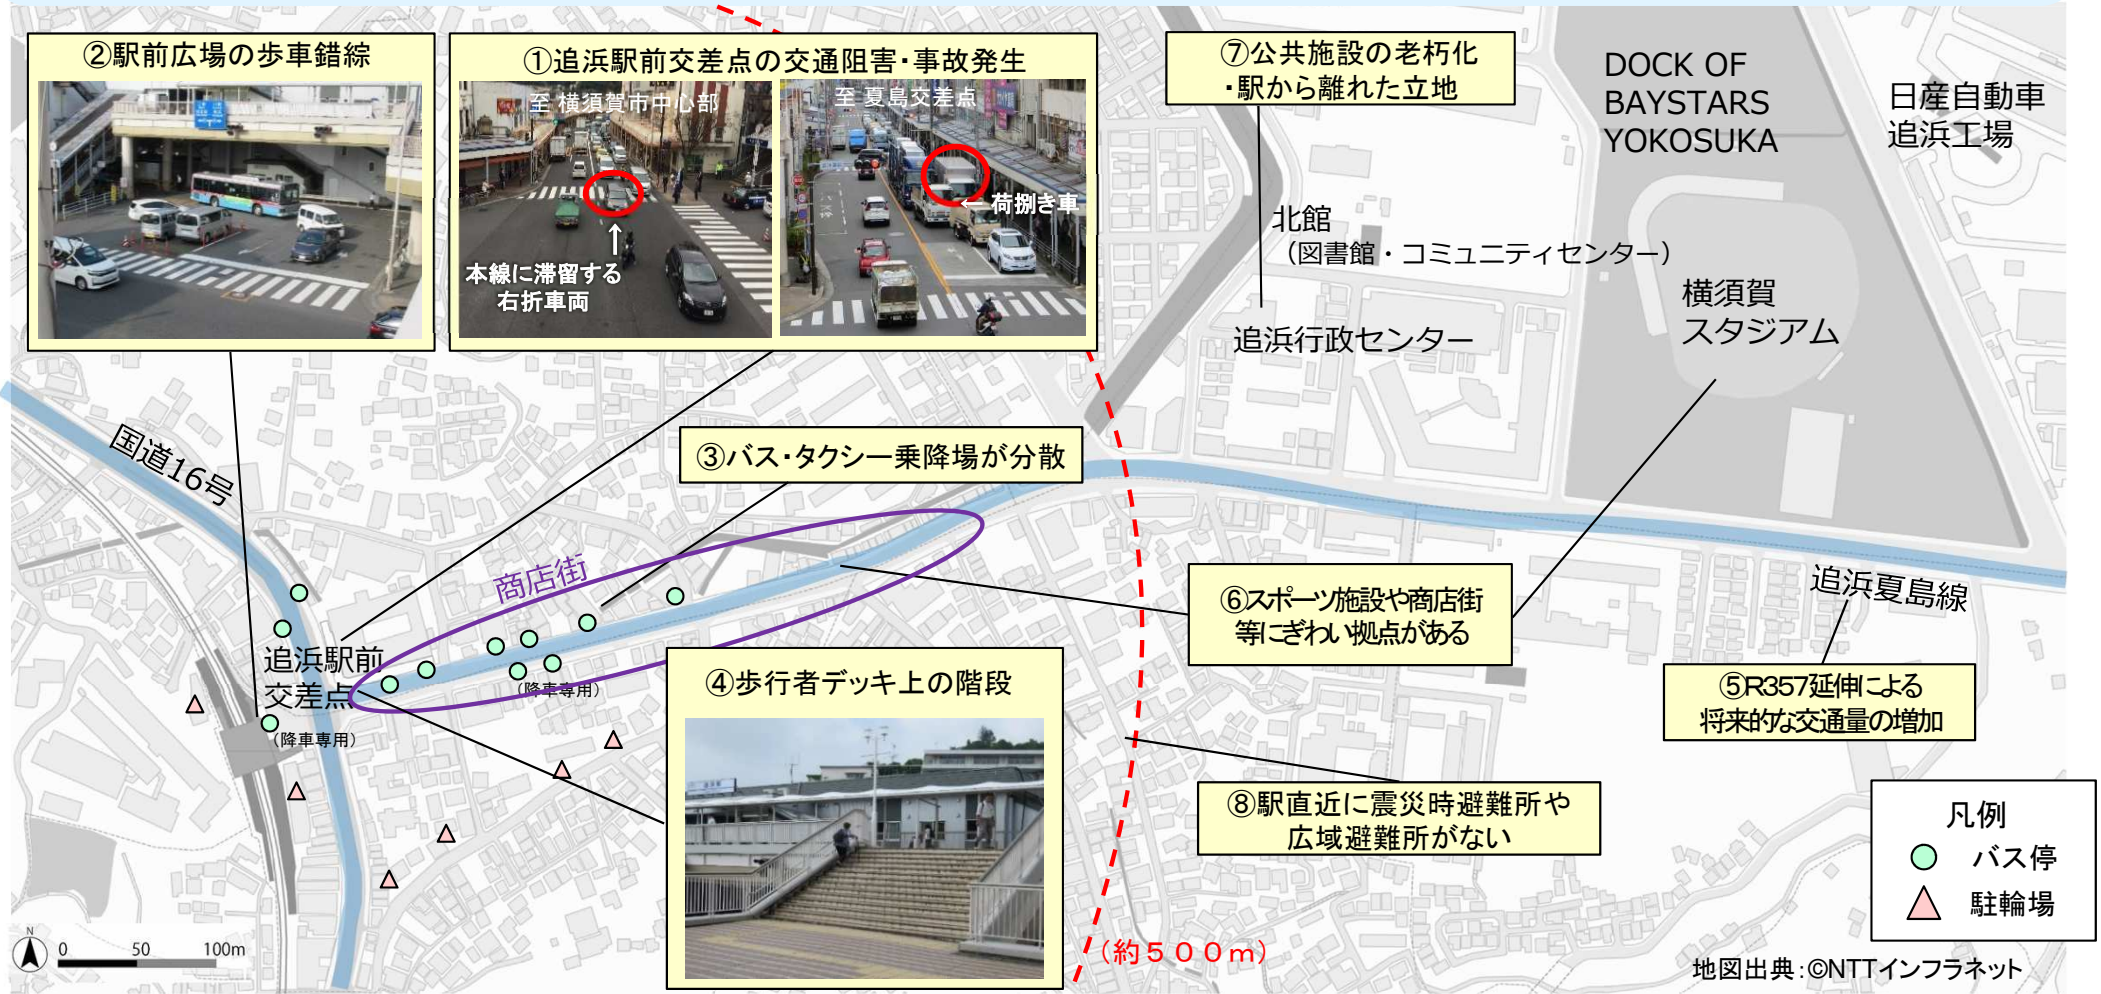 ②駅前広場の歩車錯綜
①追浜駅前交差点の交通阻害・事故発生
至 横須賀市中心部
本線に滞留する
右折車両
至 夏島交差点
←荷捌き車
⑦公共施設の老朽化
・駅から離れた立地
DOCK OF
BAYSTARS
YOKOSUKA
日産自動車
追浜工場
北館
（図書館・コミュニティセンター）
追浜行政センター
横須賀
スタジアム
国道16号
③バス・タクシー乗降場が分散
商店街
追浜駅前
交差点
（降車専用）
（降車専用）
④歩行者デッキ上の階段
⑥スポーツ施設や商店街
等にぎわい拠点がある
追浜夏島線
⑤R357延伸による
将来的な交通量の増加
⑧駅直近に震災時避難所や
広域避難所がない
（約５００ｍ）
凡例
バス停
駐輪場
N
0 50 100m
地図出典：©NTTインフラネット